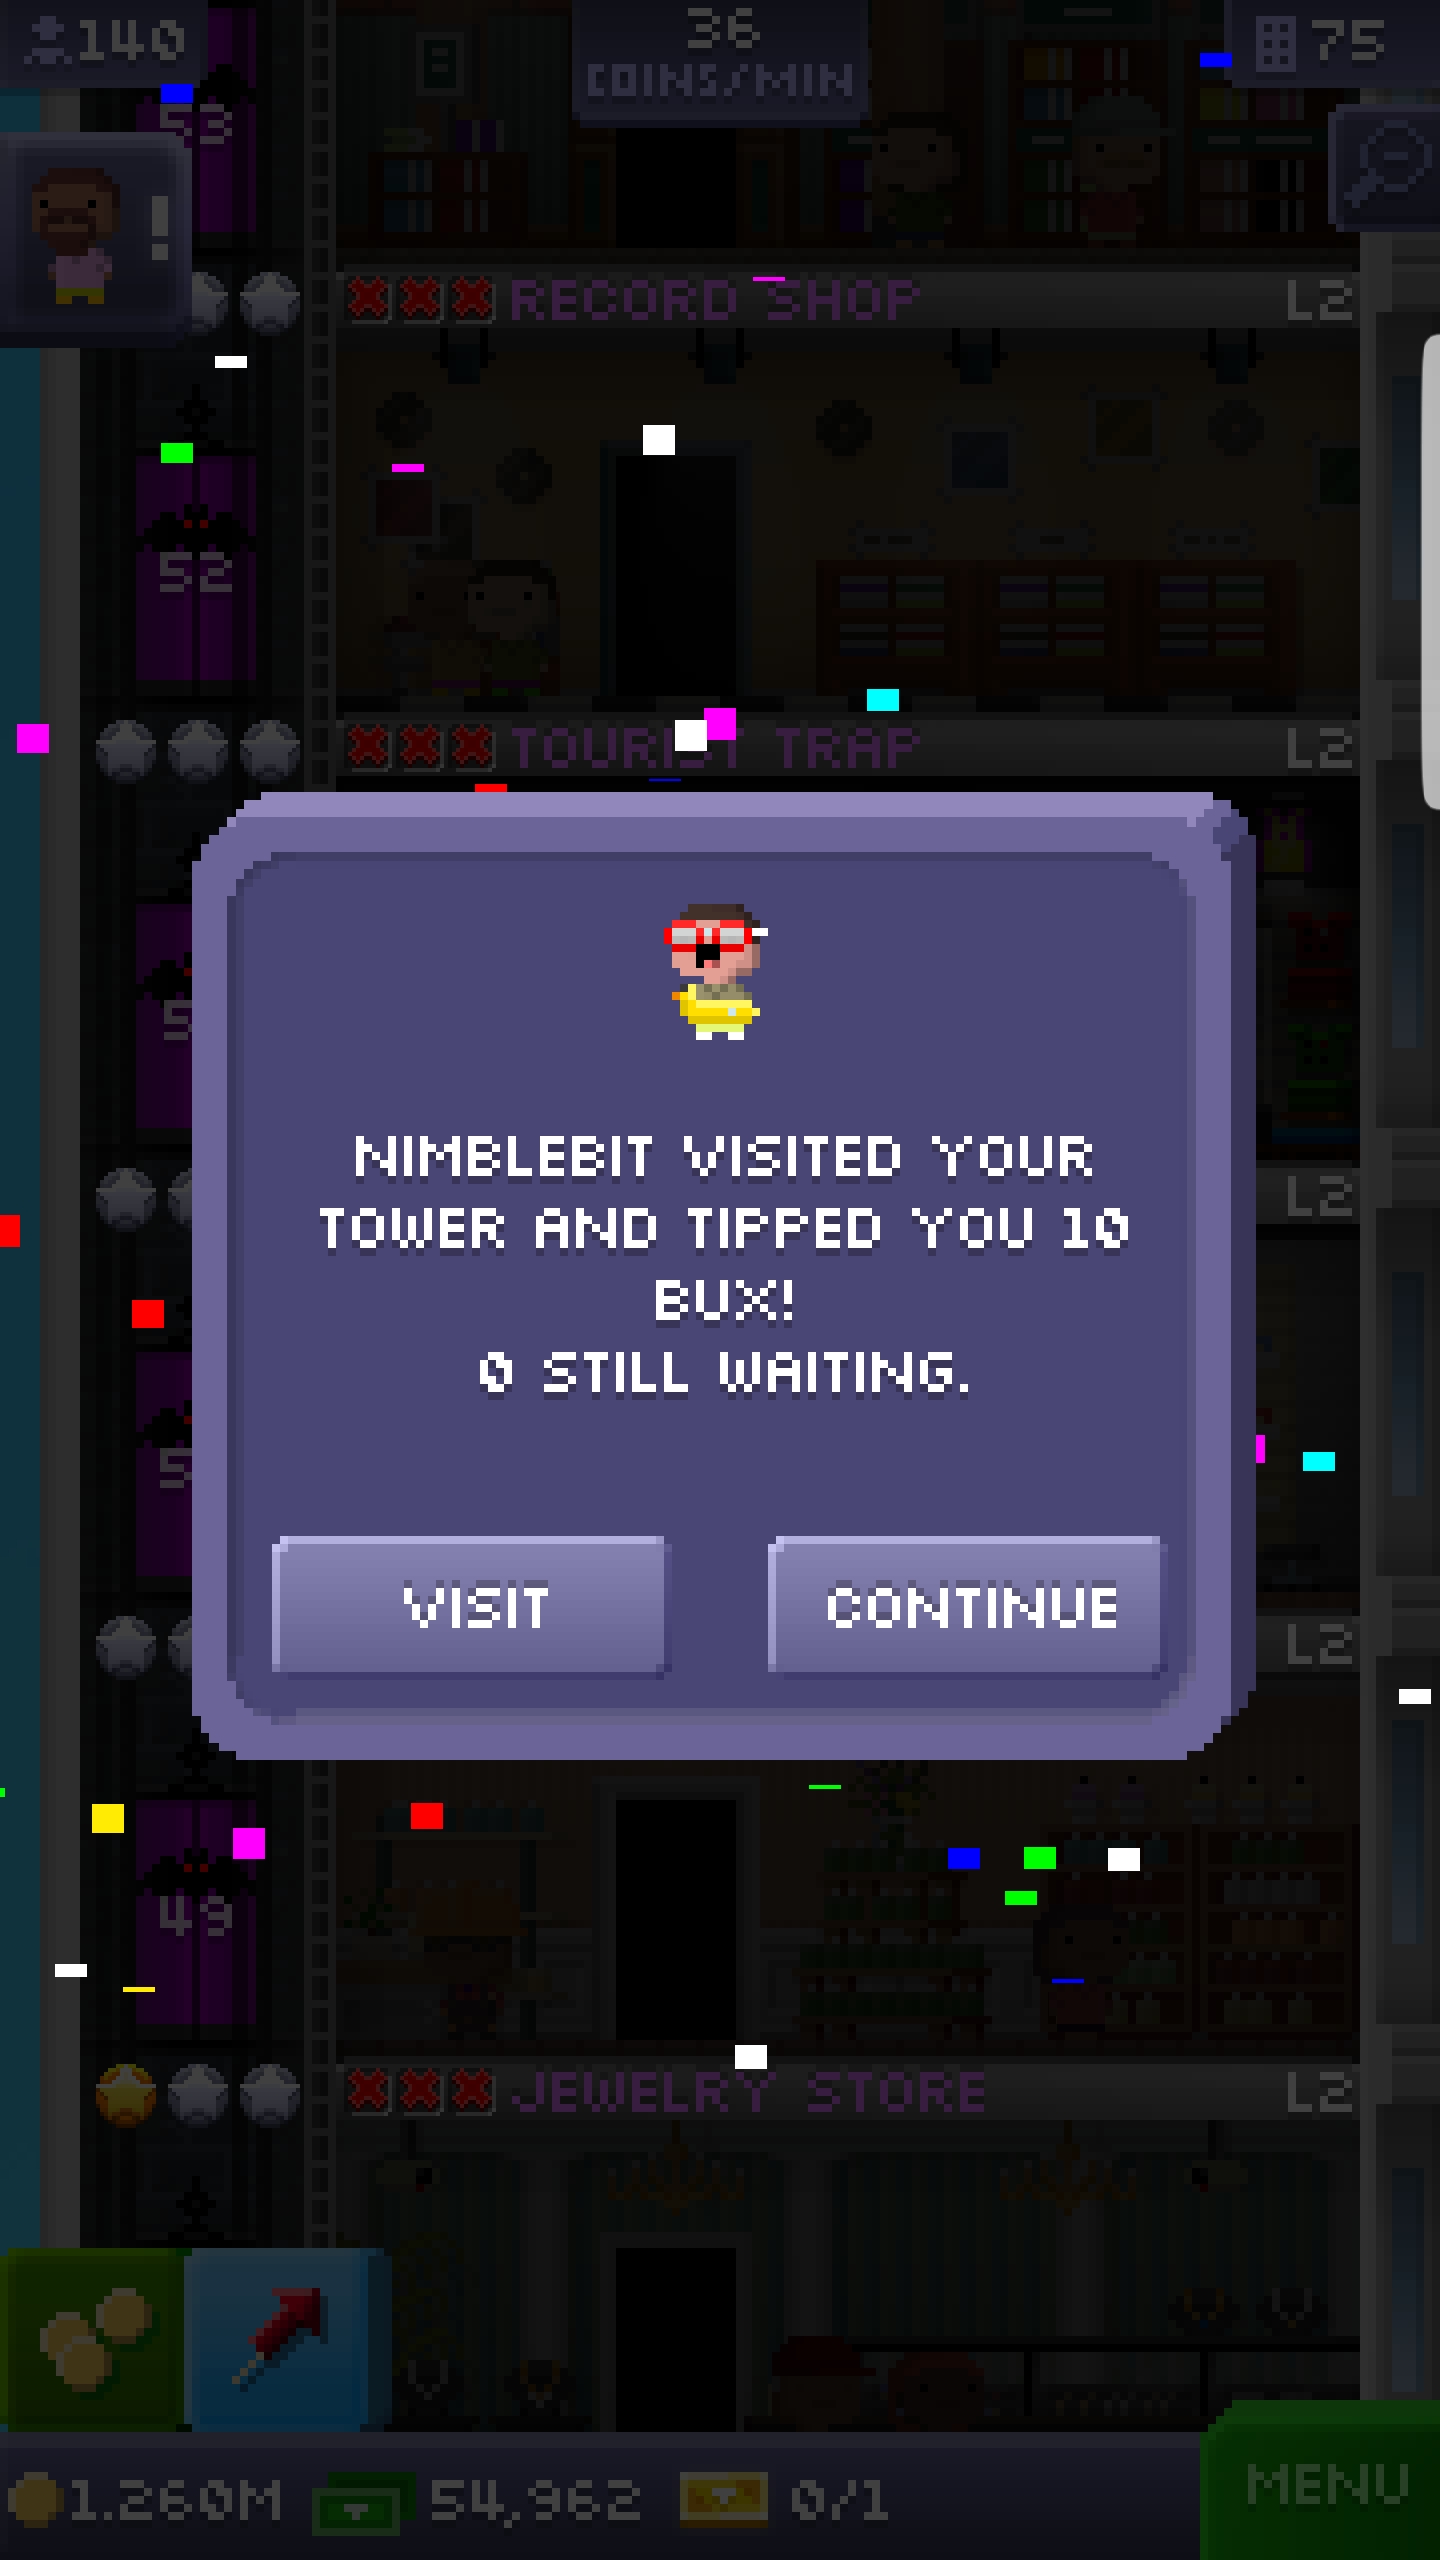 140
36
COINS/MIN
75
53
!
RECORD SHOP L2
52
TOURIST TRAP L2
NIMBLEBIT VISITED YOUR
TOWER AND TIPPED YOU 10
BUX!
0 STILL WAITING.
L2
VISIT
CONTINUE
L2
49
JEWELRY STORE L2
1.260M
54,962
0/1
MENU